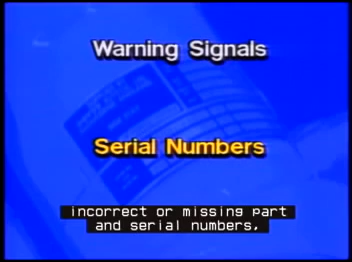 Warning Signals
Serial Numbers
incorrect or missing part
and serial numbers,